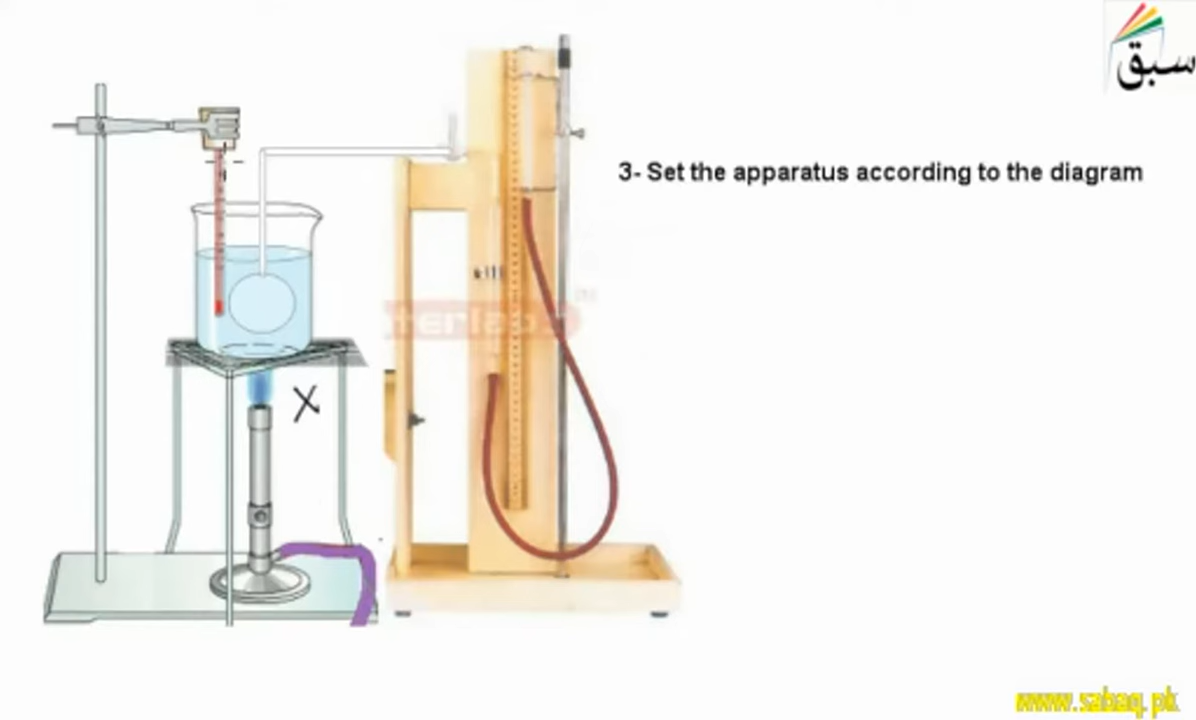 سبق
3- Set the apparatus according to the diagram
X
www.sabaq.pk